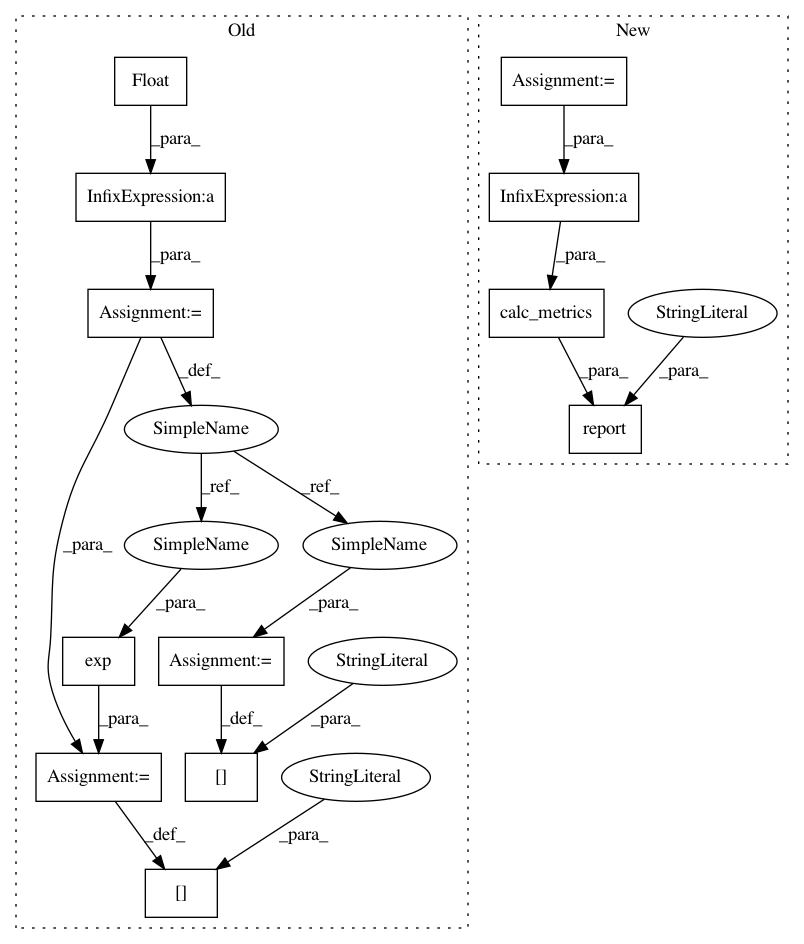 Old
New
Float
Assignment:=
_para_
_para_
InfixExpression:a
InfixExpression:a
_para_
_para_
Assignment:=
calc_metrics
StringLiteral
_def_
_para_
_para_
SimpleName
report
_ref_
_ref_
_para_
SimpleName
SimpleName
_para_
_para_
exp
Assignment:=
StringLiteral
_para_
_def_
_para_
Assignment:=
[]
StringLiteral
_def_
_para_
[]